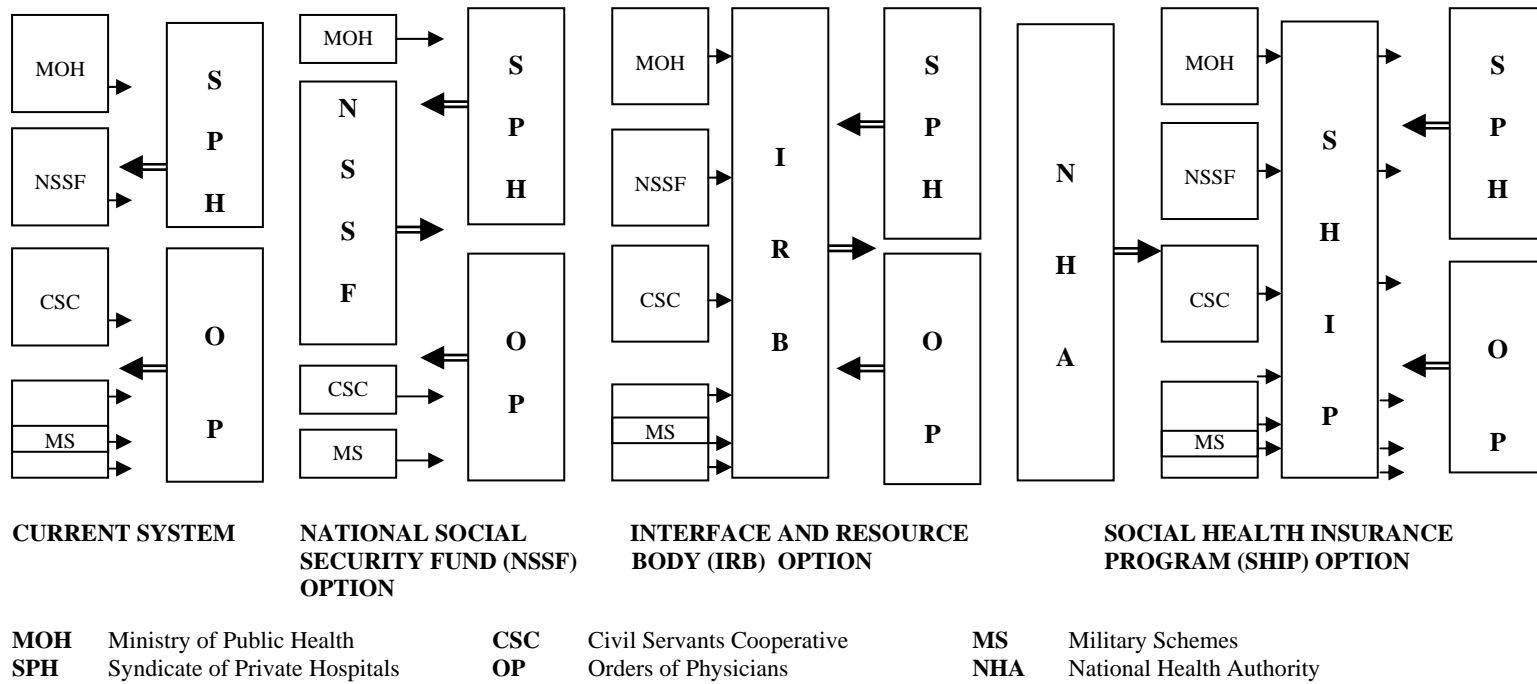 MOH
NSSF
CSC
MS
S
P
H
O
P
CURRENT SYSTEM
MOH
N
S
S
F
CSC
MS
S
P
H
O
P
NATIONAL SOCIAL
SECURITY FUND (NSSF)
OPTION
MOH
NSSF
CSC
MS
I
R
B
S
P
H
O
P
INTERFACE AND RESOURCE
BODY (IRB) OPTION
N
H
A
MOH
NSSF
CSC
MS
S
H
I
P
S
P
H
O
P
SOCIAL HEALTH INSURANCE
PROGRAM (SHIP) OPTION
MOH Ministry of Public Health CSC Civil Servants Cooperative MS Military Schemes
SPH Syndicate of Private Hospitals OP Orders of Physicians NHA National Health Authority